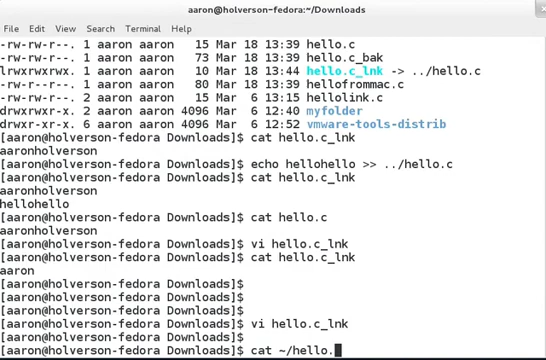 aaron@holverson-fedora:~/Downloads
File Edit View Search Terminal Help
-rw-rw-r--. 1 aaron aaron   15 Mar 18 13:39 hello.c
-rw-rw-r--. 1 aaron aaron   73 Mar 18 13:39 hello.c_bak
lrwxrwxrwx. 1 aaron aaron   10 Mar 18 13:44 hello.c_lnk -> ../hello.c
-rw-rw-r--. 1 aaron aaron   80 Mar 18 13:39 hellofrommac.c
-rw-r--r--. 2 aaron aaron   15 Mar  6 13:15 hellolink.c
drwxrwxr-x. 2 aaron aaron 4096 Mar  6 12:40 myfolder
drwxr-xr-x. 6 aaron aaron 4096 Mar  6 12:52 vmware-tools-distrib
[aaron@holverson-fedora Downloads]$ cat hello.c_lnk
aaronholverson
[aaron@holverson-fedora Downloads]$ echo hellohello >> ../hello.c
[aaron@holverson-fedora Downloads]$ cat hello.c_lnk
aaronholverson
hellohello
[aaron@holverson-fedora Downloads]$ cat hello.c
aaronholverson
[aaron@holverson-fedora Downloads]$ vi hello.c_lnk
[aaron@holverson-fedora Downloads]$ cat hello.c_lnk
aaron
[aaron@holverson-fedora Downloads]$
[aaron@holverson-fedora Downloads]$
[aaron@holverson-fedora Downloads]$
[aaron@holverson-fedora Downloads]$ vi hello.c_lnk
[aaron@holverson-fedora Downloads]$
[aaron@holverson-fedora Downloads]$ cat ~/hello.